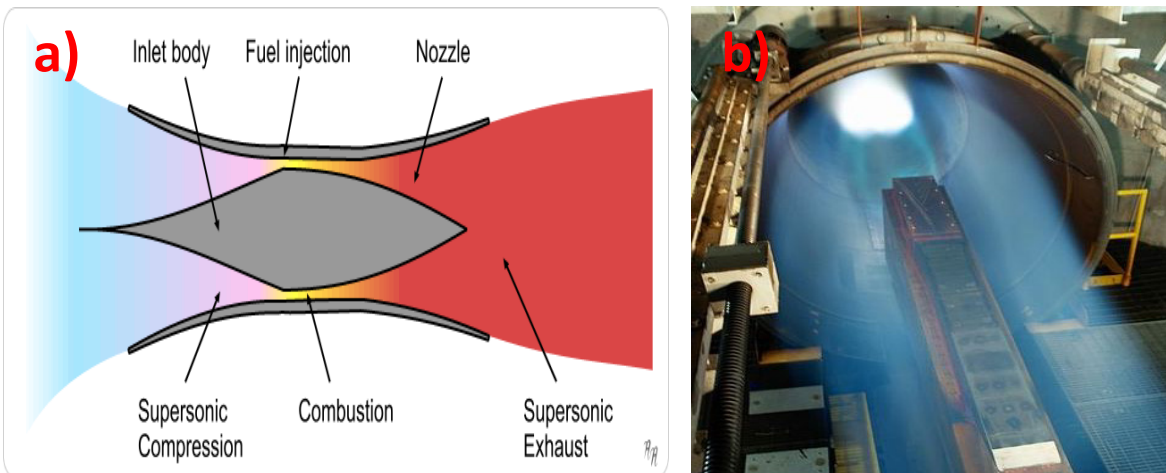 a)
Inlet body
Fuel injection
Nozzle
b)
Supersonic
Compression
Combustion
Supersonic
Exhaust